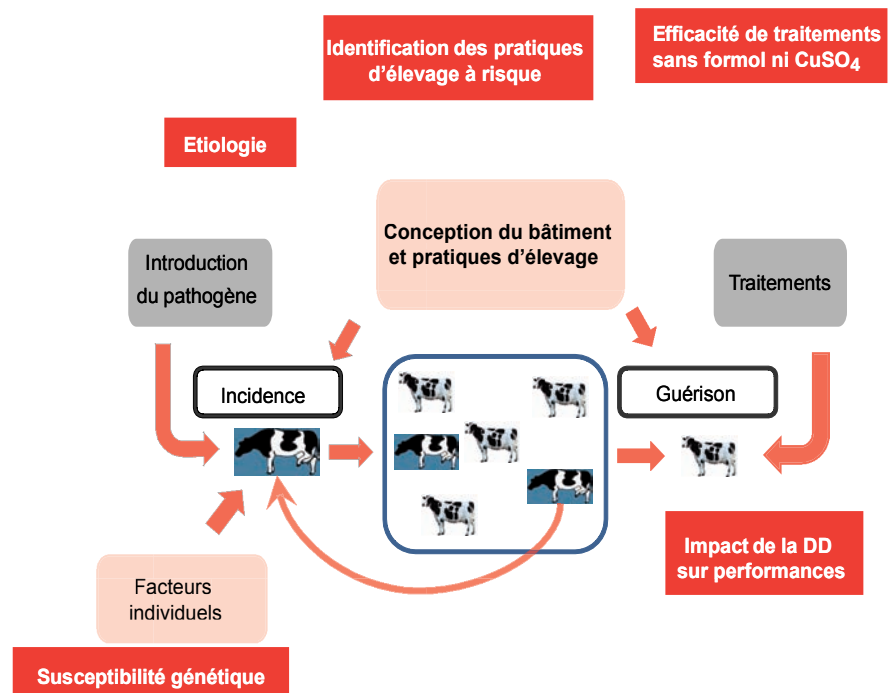 Efficacité de traitements
sans formol ni CuSO4
Identification des pratiques
d'élevage à risque
Etiologie
Conception du bâtiment
et pratiques d'élevage
Introduction
du pathogène
Traitements
Incidence
Guérison
Impact de la DD
sur performances
Facteurs
individuels
Susceptibilité génétique